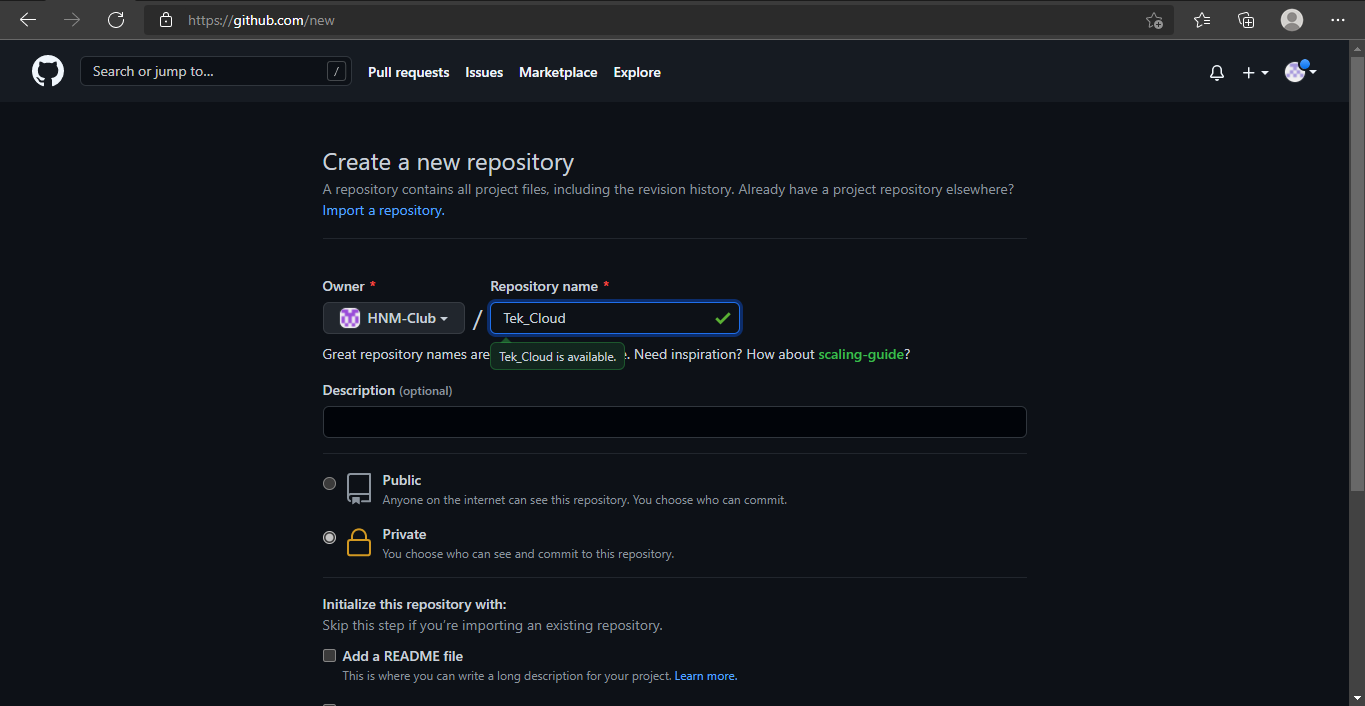 https://github.com/new
Search or jump to... / Pull requests Issues Marketplace Explore
Create a new repository
A repository contains all project files, including the revision history. Already have a project repository elsewhere?
Import a repository.
Owner * Repository name *
HNM-Club / Tek_Cloud
Great repository names are . Need inspiration? How about scaling-guide?
Tek_Cloud is available.
Description (optional)
Public
Anyone on the internet can see this repository. You choose who can commit.
Private
You choose who can see and commit to this repository.
Initialize this repository with:
Skip this step if you're importing an existing repository.
Add a README file
This is where you can write a long description for your project. Learn more.